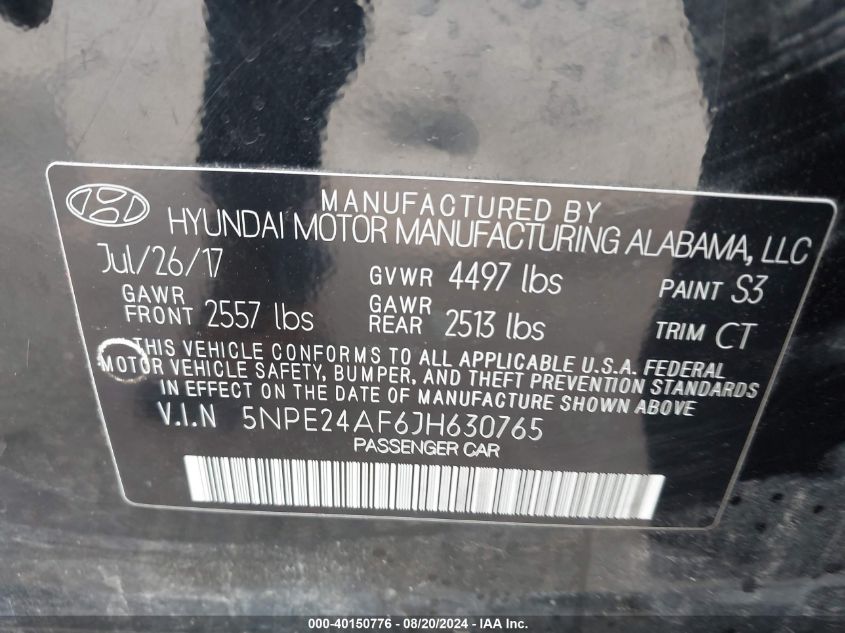 MANUFACTURED BY
HYUNDAI MOTOR MANUFACTURING ALABAMA, LLC
Jul/26/17 GVWR 4497 lbs PAINT S3
GAWR FRONT 2557 lbs GAWR REAR 2513 lbs TRIM CT
THIS VEHICLE CONFORMS TO ALL APPLICABLE U.S.A. FEDERAL
MOTOR VEHICLE SAFETY, BUMPER, AND THEFT PREVENTION STANDARDS
IN EFFECT ON THE DATE OF MANUFACTURE SHOWN ABOVE
V.I.N 5NPE24AF6JH630765
PASSENGER CAR
000-40150776 - 08/20/2024 - IAA Inc.